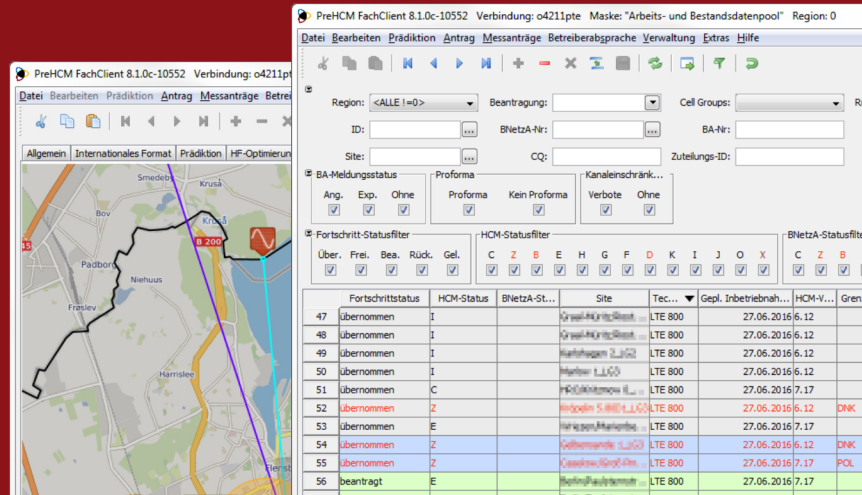 PreHCM FachClient 8.1.0c-10552 Verbindung: o4211pte Maske: "Arbeits- und Bestandsdatenpool" Region: 0
Datei Bearbeiten Prädiktion Antrag Messanträge Betreiberabsprache Verwaltung Extras Hilfe
Region: <ALLE !=0> Beantragung: Cell Groups:
ID: ... BNetzA-Nr: ... BA-Nr:
Site: ... CQ: Zuteilungs-ID:
BA-Meldungsstatus Proforma Kanaleinschränk...
Ang. Exp. Ohne Proforma Kein Proforma Verbote Ohne
Fortschritt-Statusfilter HCM-Statusfilter BNetzA-Statusfilte
Über. Frei. Bea. Rück. Gel. C Z B E H G F D K I J O X C Z B
Fortschrittstatus HCM-Status BNetzA-St... Site Tec... Gepl. Inbetriebnah... HCM-V... Gren
47 übernommen I LTE 800 27.06.2016 6.12
48 übernommen I LTE 800 27.06.2016 6.12
49 übernommen I LTE 800 27.06.2016 6.12
50 übernommen I LTE 800 27.06.2016 6.12
51 übernommen C LTE 800 27.06.2016 7.17
52 übernommen Z LTE 800 27.06.2016 6.12 DNK
53 übernommen E LTE 800 27.06.2016 7.17
54 übernommen Z LTE 800 27.06.2016 6.12 DNK
55 übernommen Z LTE 800 27.06.2016 7.17 POL
56 beantragt E LTE 800 27.06.2016 7.17
PreHCM FachClient 8.1.0c-10552 Verbindung: o4211pt
Datei Bearbeiten Prädiktion Antrag Messanträge Betrei
Allgemein Internationales Format Prädiktion HF-Optimierun
Smedeby
Kruså
Bov
Kruså
45
B 200
Padborg
Niehuus
Frøslev
Harrislee
Flensb